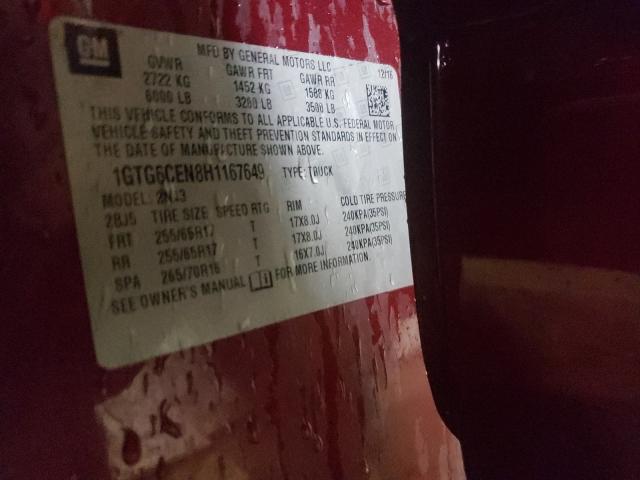 GM
MFD BY GENERAL MOTORS LLC
GVWR GAWR FRT GAWR RR 12/16
2722 KG 1452 KG 1588 KG
6000 LB 3200 LB 3500 LB
THIS VEHICLE CONFORMS TO ALL APPLICABLE U.S. FEDERAL MOTOR
VEHICLE SAFETY AND THEFT PREVENTION STANDARDS IN EFFECT ON
THE DATE OF MANUFACTURE SHOWN ABOVE.
1GTG6CEN8H1167649 TYPE: TRUCK
MODEL: 2NJ3
2BJ5 TIRE SIZE SPEED RTG RIM COLD TIRE PRESSURE
FRT 255/65R17 T 17X8.0J 240KPA(35PSI)
RR 255/65R17 T 17X8.0J 240KPA(35PSI)
SPA 265/70R16 T 16X7.0J 240KPA(35PSI)
SEE OWNER'S MANUAL FOR MORE INFORMATION